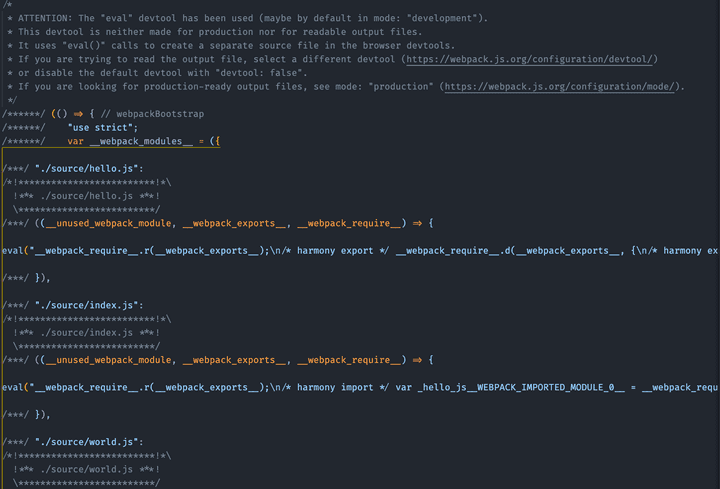 /*
 * ATTENTION: The "eval" devtool has been used (maybe by default in mode: "development").
 * This devtool is neither made for production nor for readable output files.
 * It uses "eval()" calls to create a separate source file in the browser devtools.
 * If you are trying to read the output file, select a different devtool (https://webpack.js.org/configuration/devtool/)
 * or disable the default devtool with "devtool: false".
 * If you are looking for production-ready output files, see mode: "production" (https://webpack.js.org/configuration/mode/).
 */
/******/ (() => { // webpackBootstrap
/******/ 	"use strict";
/******/ 	var __webpack_modules__ = ({
/***/ "./source/hello.js":
/*!*************************!*\
  !*** ./source/hello.js ***!
  \*************************/
/***/ ((__unused_webpack_module, __webpack_exports__, __webpack_require__) => {
eval("__webpack_require__.r(__webpack_exports__);\n/* harmony export */ __webpack_require__.d(__webpack_exports__, {\n/* harmony ex
/***/ }),
/***/ "./source/index.js":
/*!*************************!*\
  !*** ./source/index.js ***!
  \*************************/
/***/ ((__unused_webpack_module, __webpack_exports__, __webpack_require__) => {
eval("__webpack_require__.r(__webpack_exports__);\n/* harmony import */ var _hello_js__WEBPACK_IMPORTED_MODULE_0__ = __webpack_requ
/***/ }),
/***/ "./source/world.js":
/*!*************************!*\
  !*** ./source/world.js ***!
  \*************************/